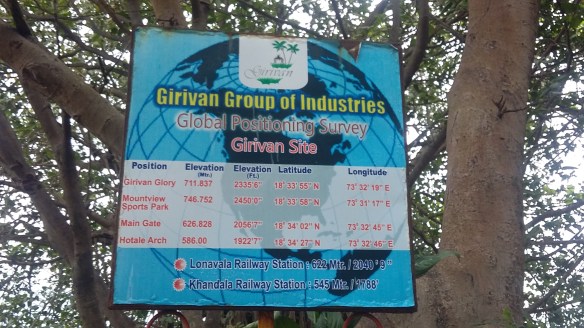 Girivan
Girivan Group of Industries
Global Positioning Survey
Girivan Site
Position Elevation (Mtr.) Elevation (Ft.) Latitude Longitude
Girivan Glory 711.837 2335'6" 18° 33'55" N 73° 32' 19" E
Mountview Sports Park 746.752 2450'0" 18° 33'58" N 73° 31' 17" E
Main Gate 626.828 2056'7" 18° 34'02" N 73° 32' 45" E
Hotale Arch 586.00 1922'7" 18° 34'27" N 73° 32' 46" E
Lonavala Railway Station : 622 Mtr. / 2040 ' 9"
Khandala Railway Station : 545 Mtr. / 1788'